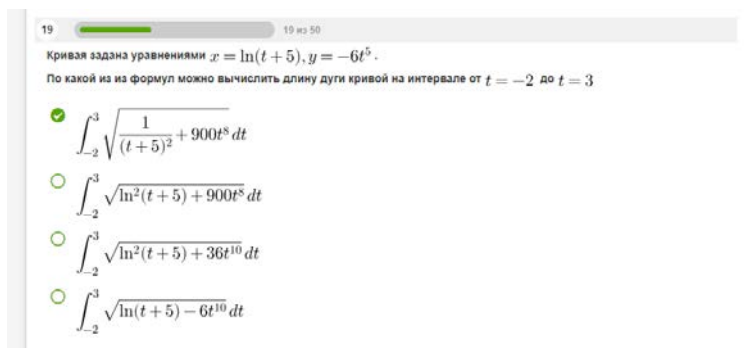 19 19 из 50
Кривая задана уравнениями x = ln(t + 5), y = −6t⁵ .
По какой из из формул можно вычислить длину дуги кривой на интервале от t = −2 до t = 3
∫₋₂³ √(1/(t + 5)² + 900t⁸) dt
∫₋₂³ √(ln²(t + 5) + 900t⁸) dt
∫₋₂³ √(ln²(t + 5) + 36t¹⁰) dt
∫₋₂³ √(ln(t + 5) − 6t¹⁰) dt